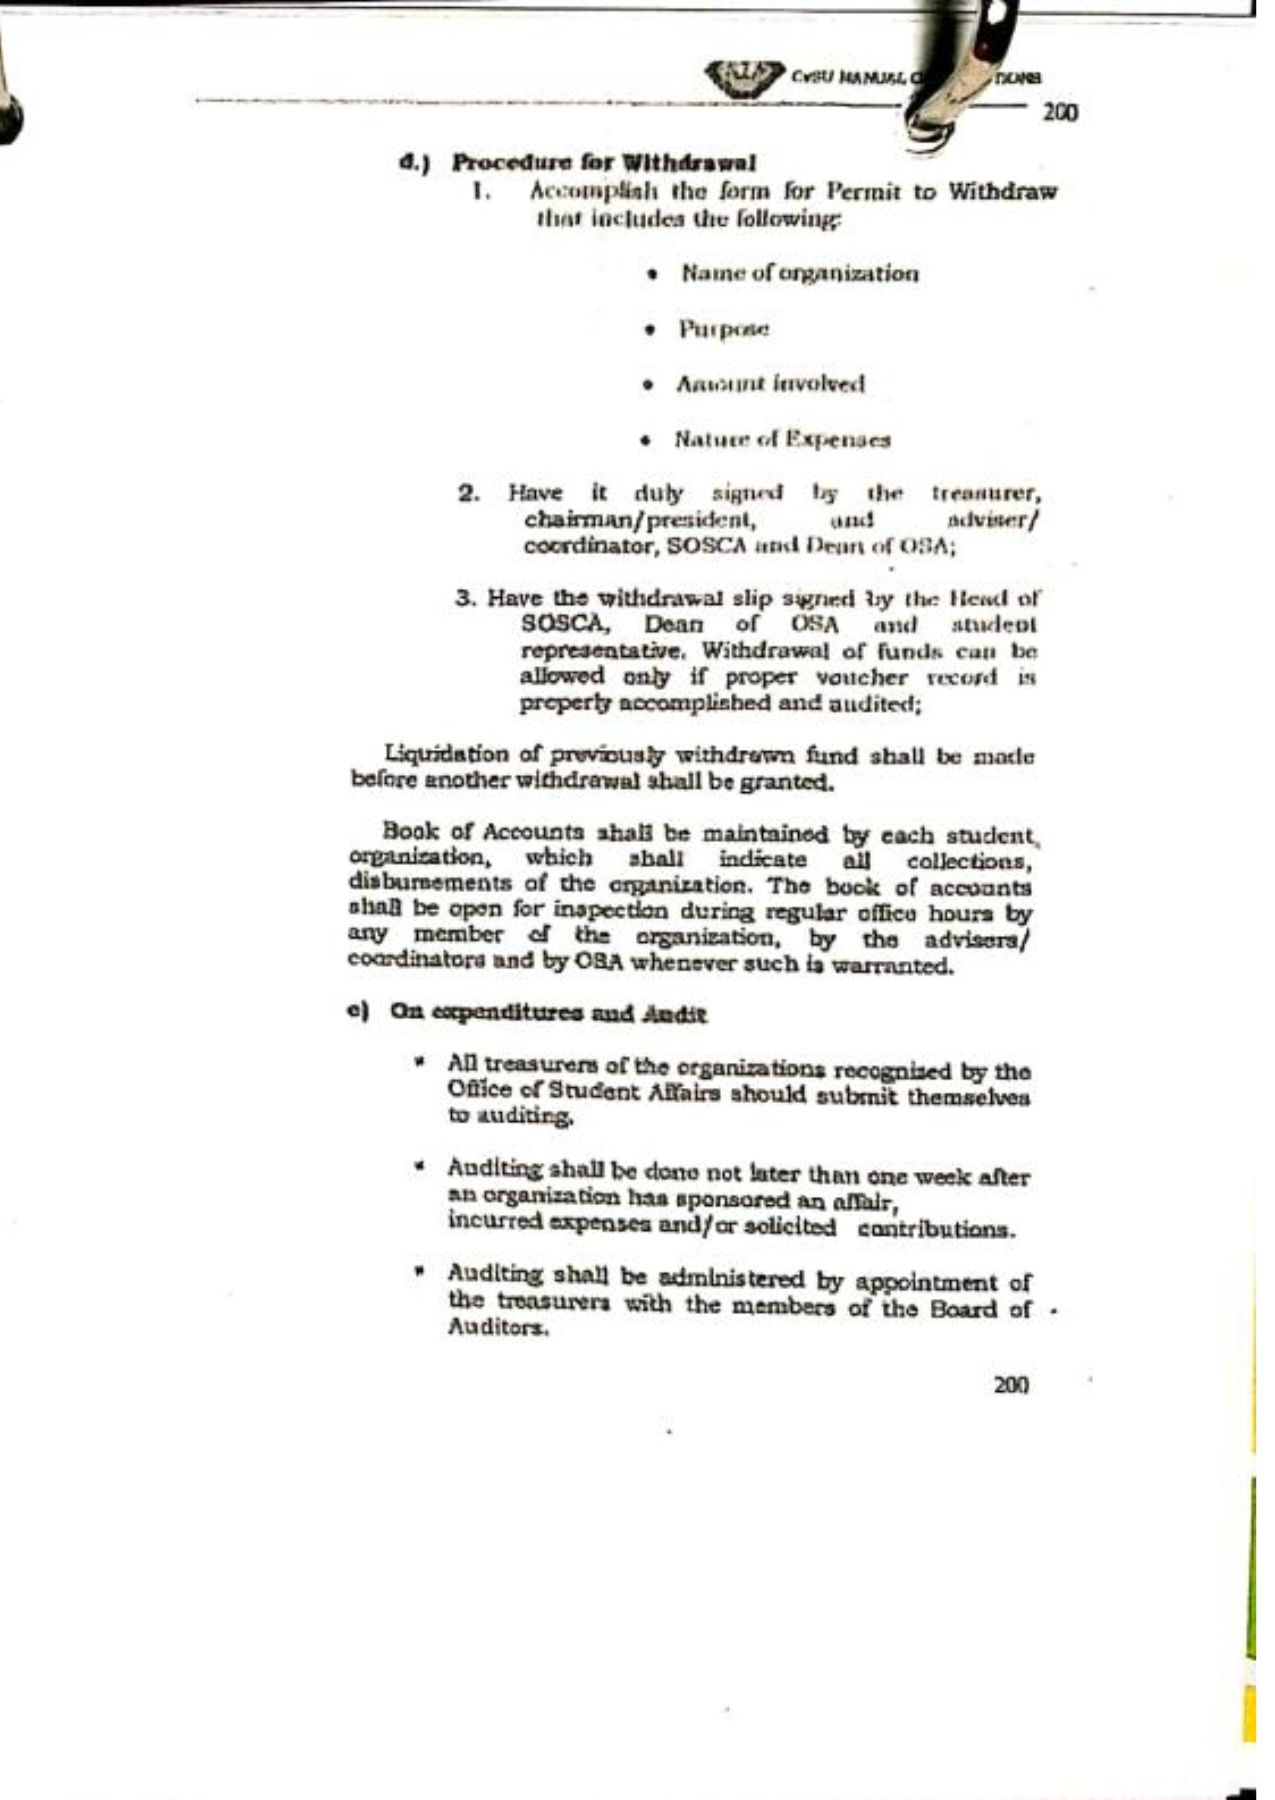 CvSU MANUAL
200
d.) Procedure for Withdrawal
1. Accomplish the form for Permit to Withdraw
that includes the following:
• Name of organization
• Purpose
• Amount involved
• Nature of Expenses
2. Have it duly signed by the treasurer,
chairman/president, and adviser/
coordinator, SOSCA and Dean of OSA;
3. Have the withdrawal slip signed by the Head of
SOSCA, Dean of OSA and student
representative. Withdrawal of funds can be
allowed only if proper voucher record is
properly accomplished and audited;
Liquidation of previously withdrawn fund shall be made
before another withdrawal shall be granted.
Book of Accounts shall be maintained by each student
organization, which shall indicate all collections,
disbursements of the organization. The book of accounts
shall be open for inspection during regular office hours by
any member of the organization, by the advisers/
coordinators and by OSA whenever such is warranted.
e) On expenditures and Audit
* All treasurers of the organizations recognized by the
Office of Student Affairs should submit themselves
to auditing.
* Auditing shall be done not later than one week after
an organization has sponsored an affair,
incurred expenses and/or solicited contributions.
* Auditing shall be administered by appointment of
the treasurers with the members of the Board of
Auditors.
200